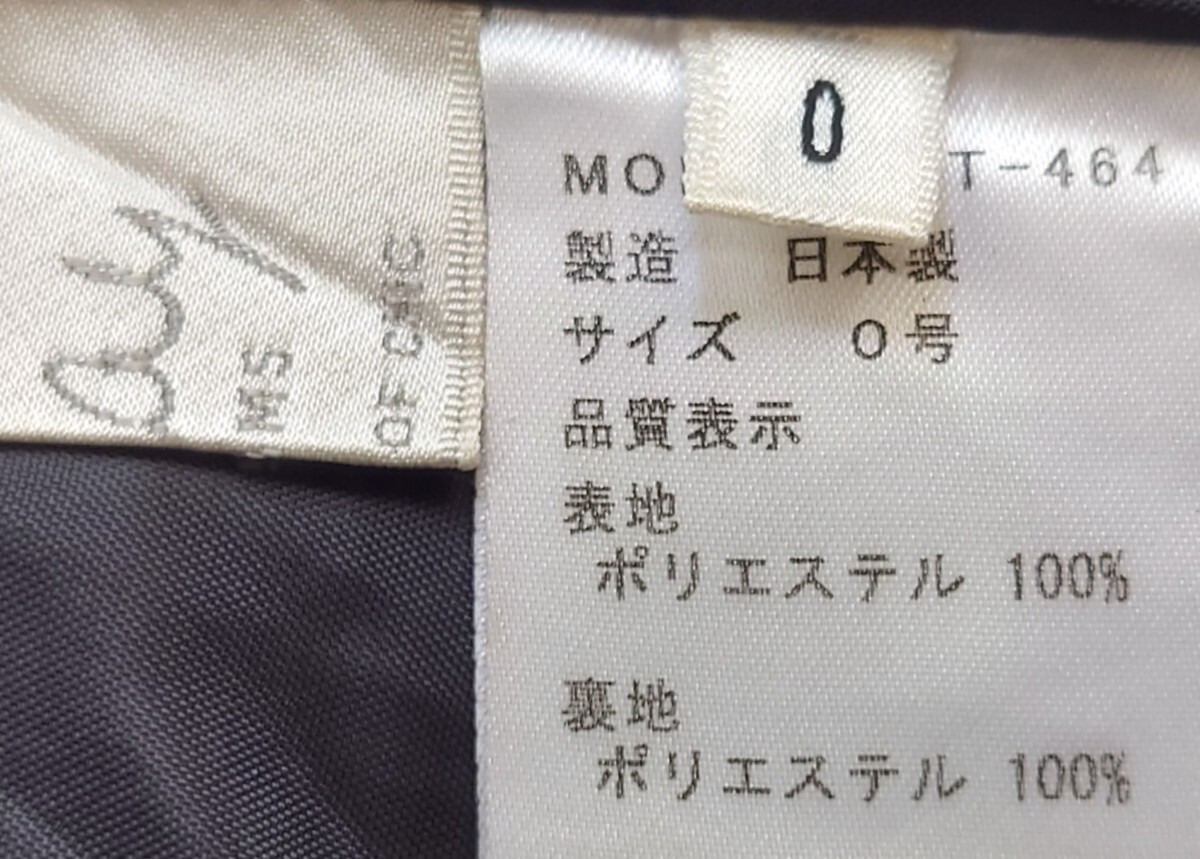 0
T-464
製造 日本製
サイズ 0号
品質表示
表地
ポリエステル 100%
裏地
ポリエステル 100%